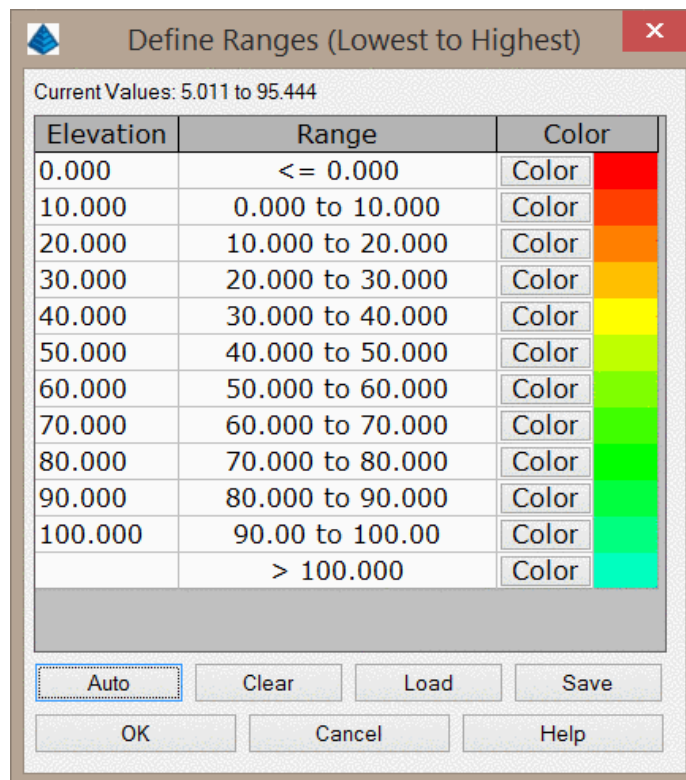 Define Ranges (Lowest to Highest)
Current Values: 5.011 to 95.444
Elevation Range Color
0.000 <= 0.000 Color
10.000 0.000 to 10.000 Color
20.000 10.000 to 20.000 Color
30.000 20.000 to 30.000 Color
40.000 30.000 to 40.000 Color
50.000 40.000 to 50.000 Color
60.000 50.000 to 60.000 Color
70.000 60.000 to 70.000 Color
80.000 70.000 to 80.000 Color
90.000 80.000 to 90.000 Color
100.000 90.00 to 100.00 Color
> 100.000 Color
Auto Clear Load Save
OK Cancel Help